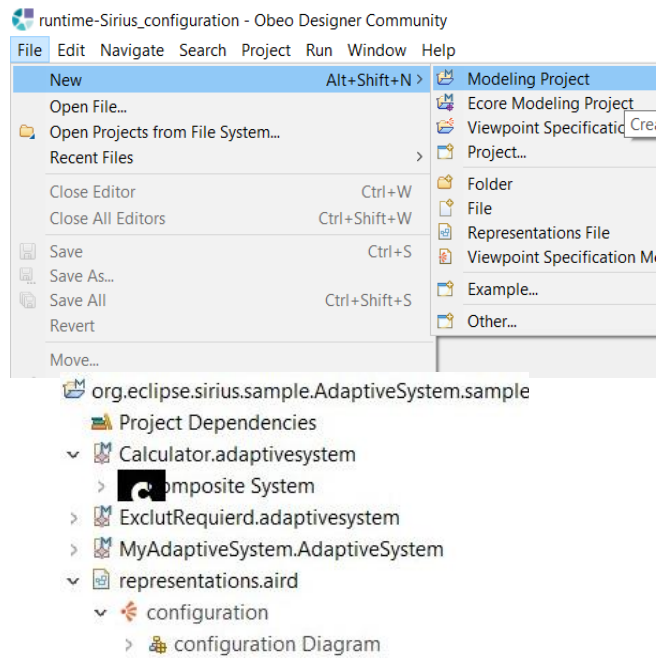 runtime-Sirius_configuration - Obeo Designer Community
File Edit Navigate Search Project Run Window Help
New Alt+Shift+N >
Modeling Project
Open File...
Ecore Modeling Project
Open Projects from File System...
Viewpoint Specificatio
Crea
Recent Files
Project...
Close Editor Ctrl+W
Folder
Close All Editors Ctrl+Shift+W
File
Representations File
Save Ctrl+S
Viewpoint Specification Mo
Save As...
Example...
Save All Ctrl+Shift+S
Revert
Other...
Move...
org.eclipse.sirius.sample.AdaptiveSystem.sample
Project Dependencies
Calculator.adaptivesystem
Composite System
ExclutRequierd.adaptivesystem
MyAdaptiveSystem.AdaptiveSystem
representations.aird
configuration
configuration Diagram